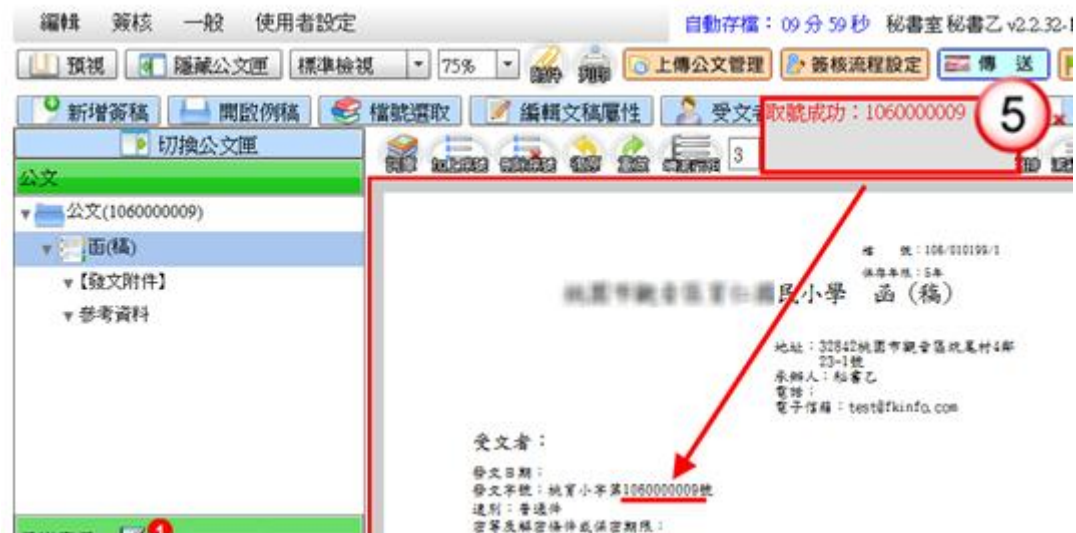 編輯 簽核 一般 使用者設定 自動存檔：09 分 59 秒 秘書室 秘書乙 v2.2.32-1
預視 隱藏公文匣 標準檢視 75% 附件 列印 上傳公文管理 簽核流程設定 傳 送
新增簽稿 開啟例稿 檔號選取 編輯文稿屬性 受文者 取號成功：1060000009 5
切換公文匣
3
公文
公文(1060000009)
函(稿)
【發文附件】
參考資料
檔 號：106/010199/1
保存年限：5年
民小學 函（稿）
地址：32842桃園市觀音區坑尾村4鄰
23-1號
承辦人：秘書乙
電話：
電子信箱：test@fkinfo.com
受文者：
發文日期：
發文字號：桃育小字第1060000009號
速別：普通件
密等及解密條件或保密期限：
1